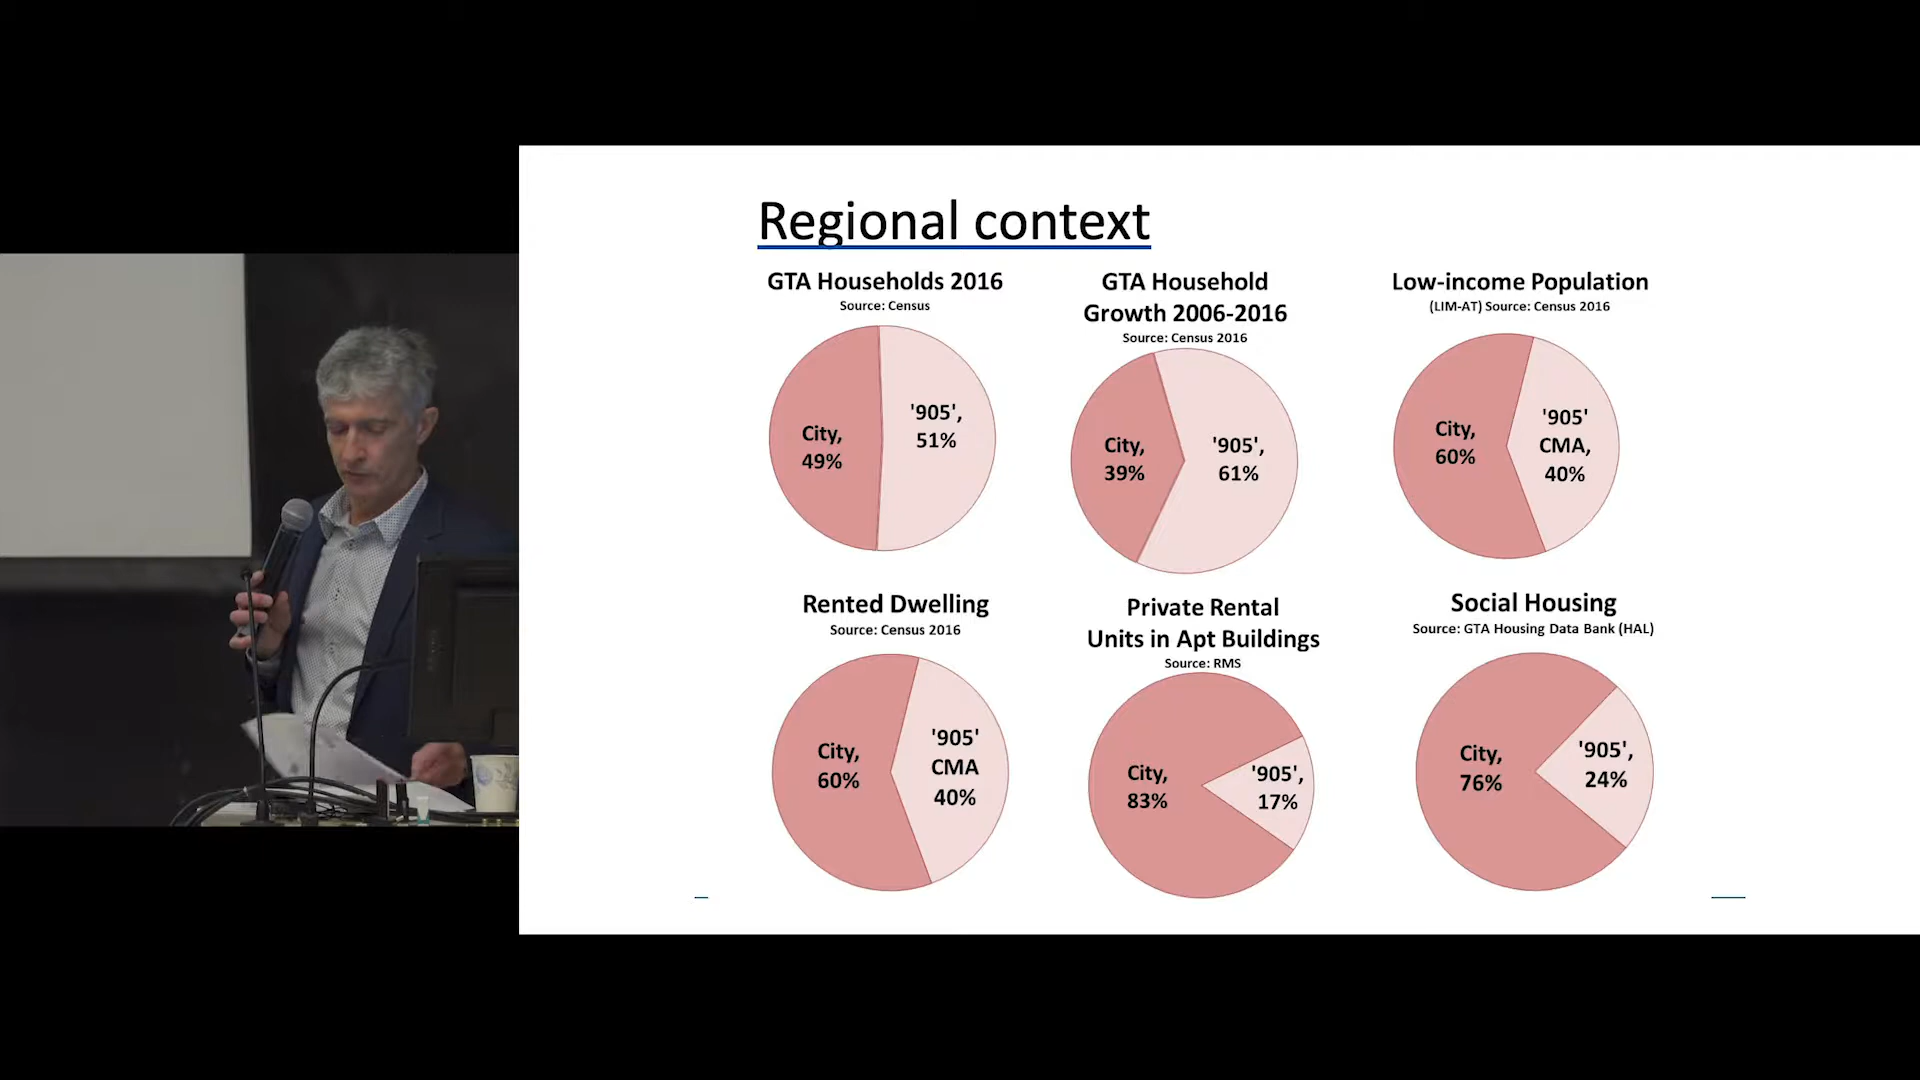 Regional context
GTA Households 2016
Source: Census
City,
49%
'905',
51%
GTA Household
Growth 2006-2016
Source: Census 2016
City,
39%
'905',
61%
Low-income Population
(LIM-AT) Source: Census 2016
City,
60%
'905'
CMA,
40%
Rented Dwelling
Source: Census 2016
City,
60%
'905'
CMA
40%
Private Rental
Units in Apt Buildings
Source: RMS
City,
83%
'905',
17%
Social Housing
Source: GTA Housing Data Bank (HAL)
City,
76%
'905',
24%